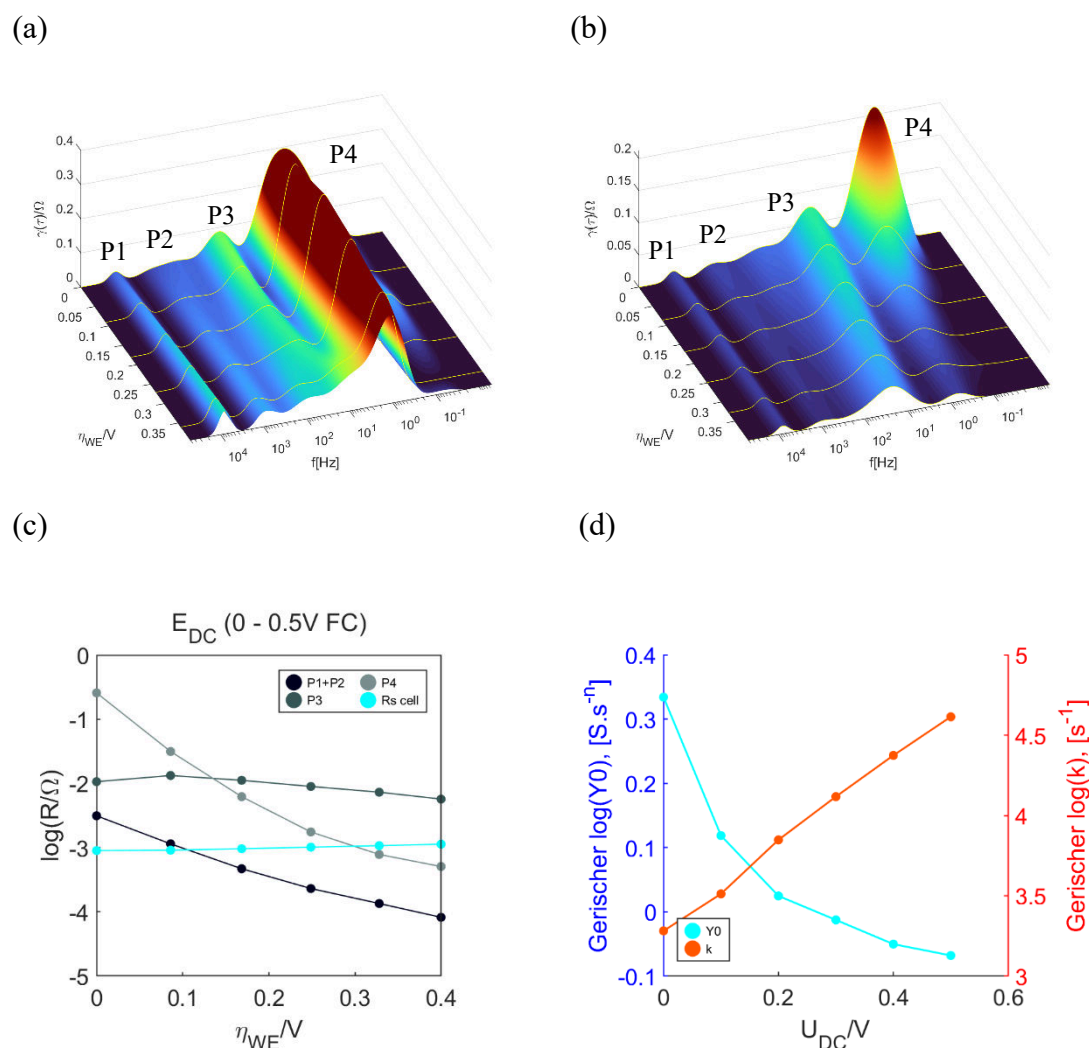 (a)
P4
P3
P1
P2
0.4
0.3
0.2
0.1
0
γ(τ)/Ω
0
0.05
0.1
0.15
0.2
0.25
0.3
0.35
η_WE/V
10^4
10^3
10^2
10^1
10^0
10^-1
f[Hz]
(b)
P4
P3
P2
P1
0.2
0.15
0.1
0.05
0
γ(τ)/Ω
0
0.05
0.1
0.15
0.2
0.25
0.3
0.35
η_WE/V
10^4
10^3
10^2
10^1
10^0
10^-1
f[Hz]
(c)
E_DC (0 - 0.5V FC)
P1+P2
P3
P4
Rs cell
0
-1
-2
-3
-4
-5
log(R/Ω)
0
0.1
0.2
0.3
0.4
η_WE/V
(d)
0.4
0.3
0.2
0.1
0
-0.1
Gerischer log(Y0), [S.s^-n]
5
4.5
4
3.5
3
Gerischer log(k), [s^-1]
Y0
k
0
0.2
0.4
0.6
U_DC/V